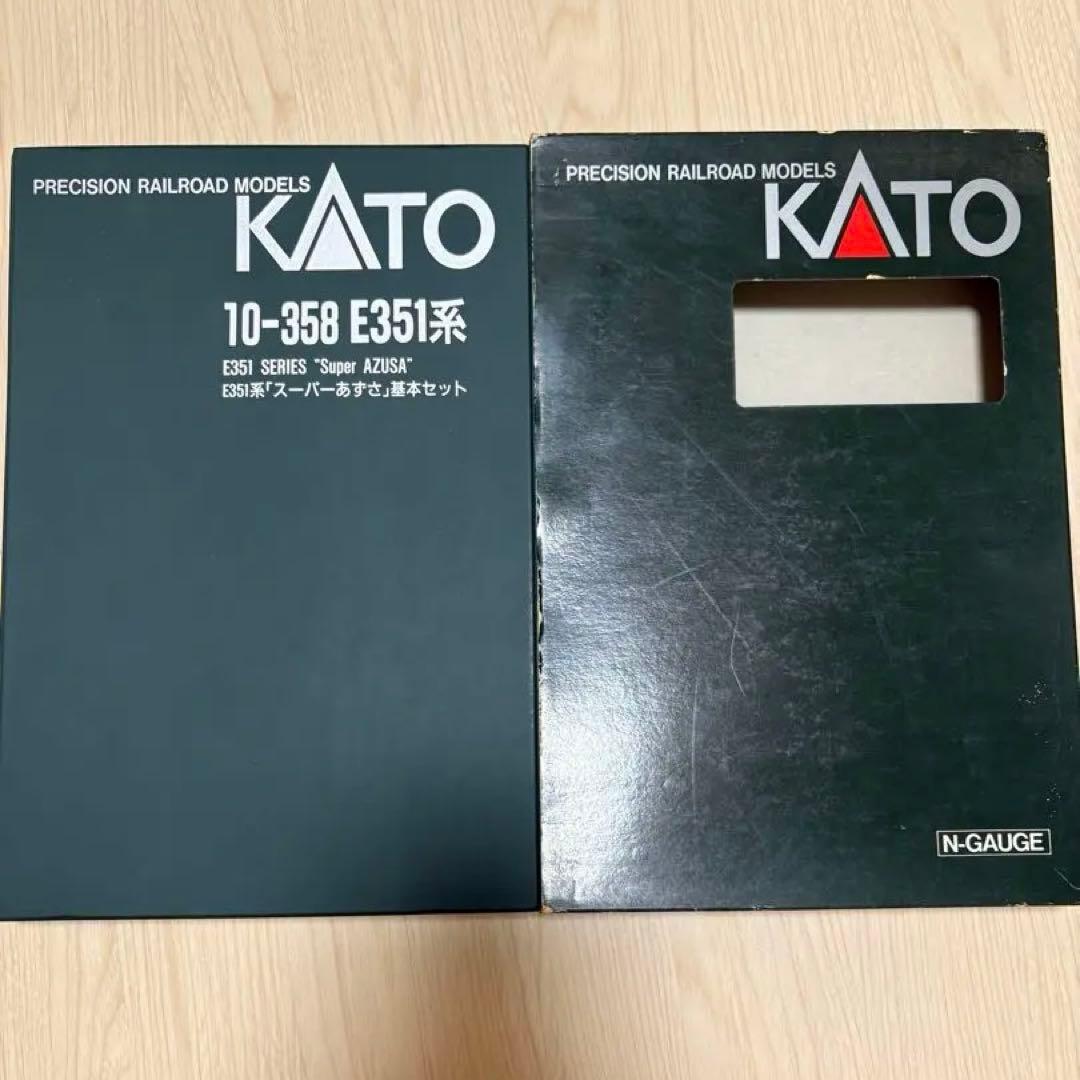 PRECISION RAILROAD MODELS
KATO
10-358 E351系
E351 SERIES "Super AZUSA"
E351系「スーパーあずさ」基本セット
PRECISION RAILROAD MODELS
KATO
N-GAUGE